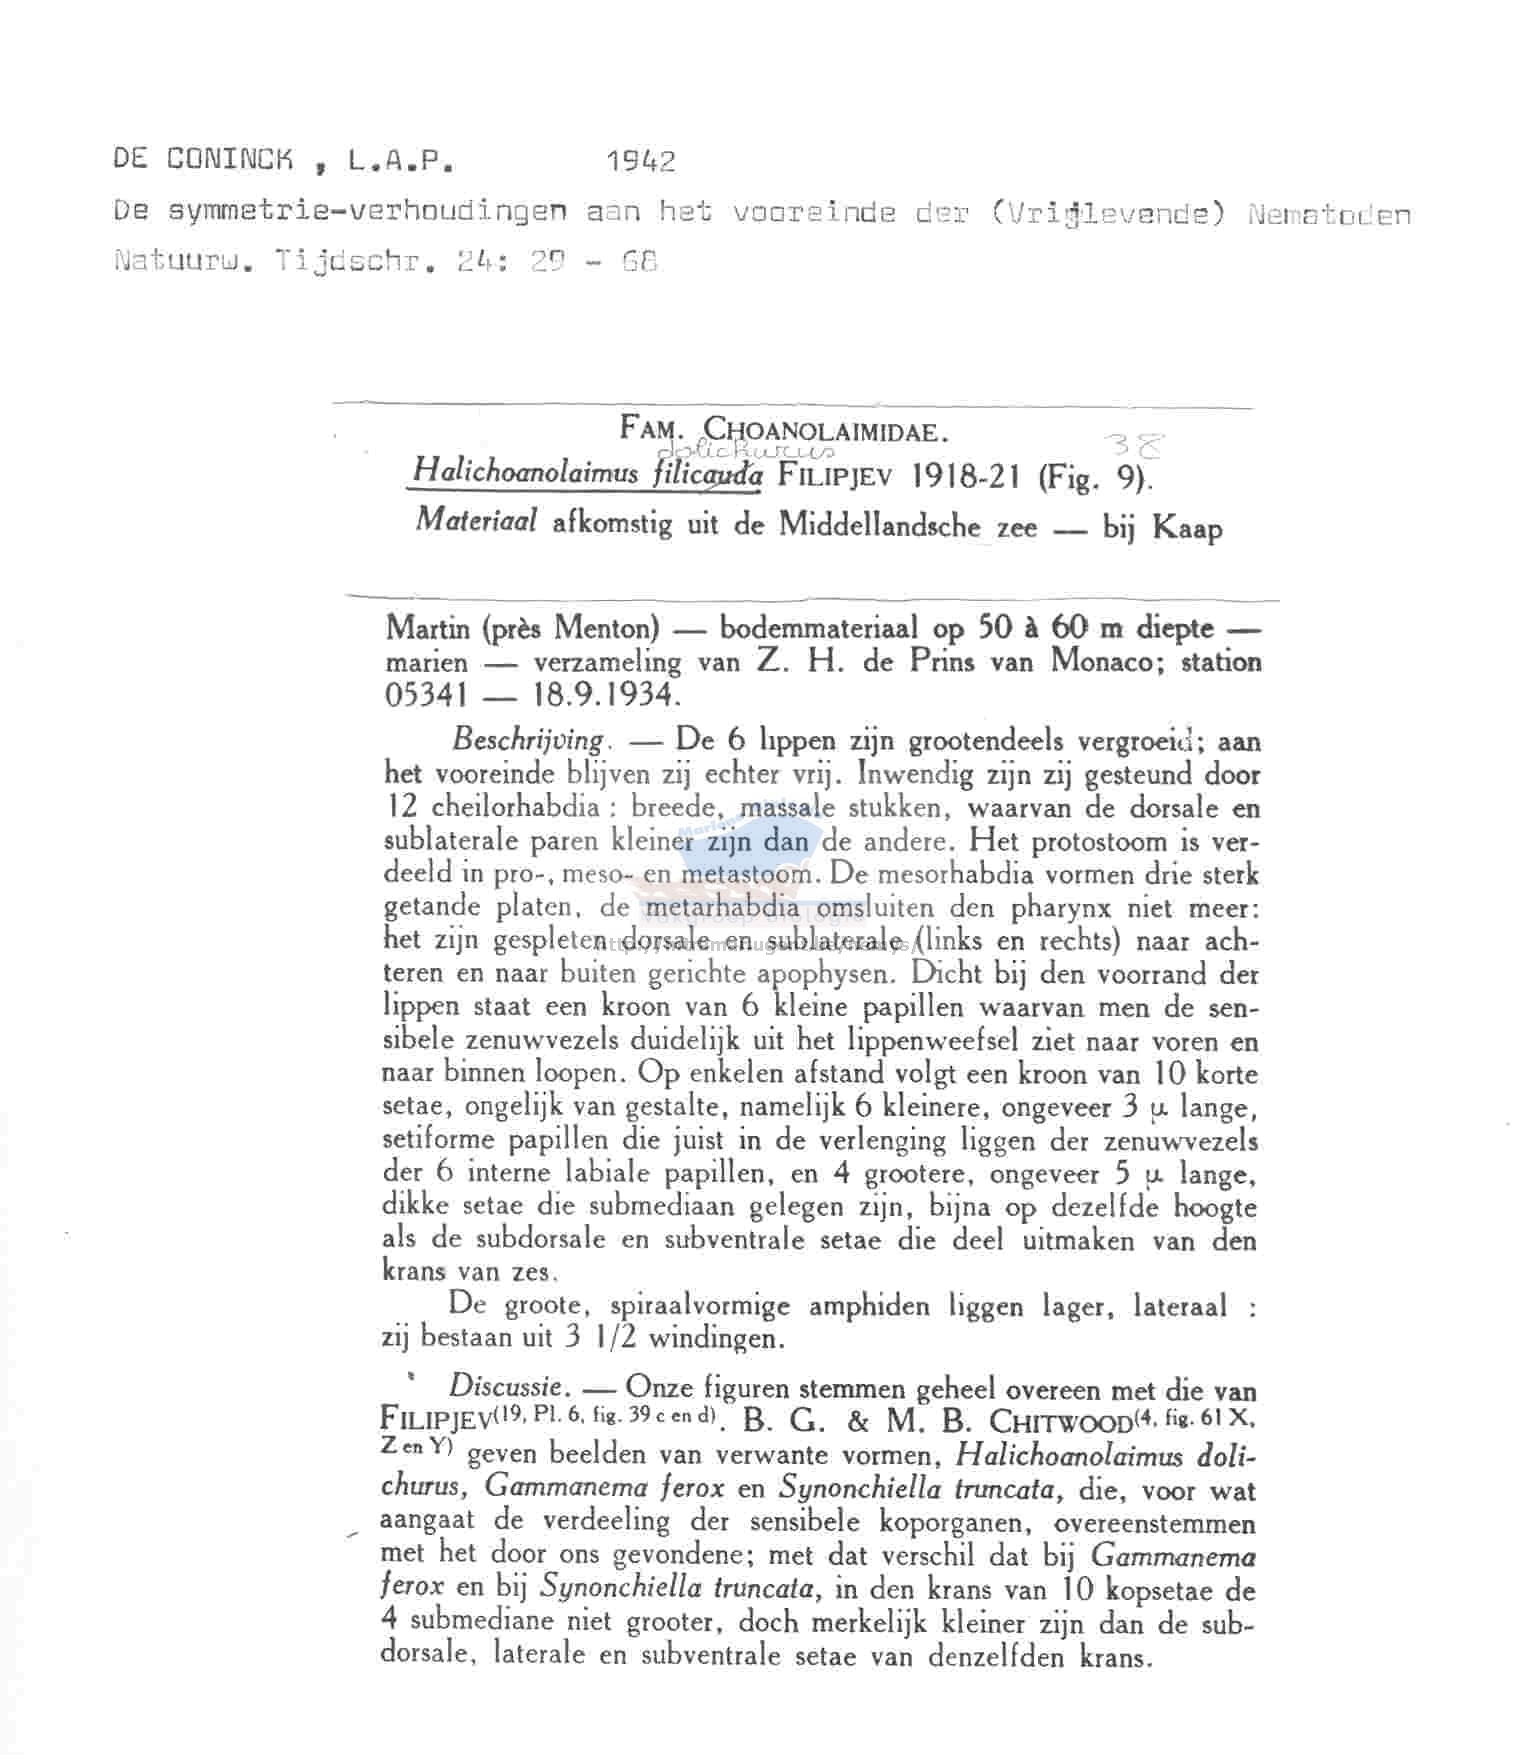 DE CONINCK , L.A.P. 1942
De symmetrie-verhoudingen aan het vooreinde der (Vrijlevende) Nematoden
Natuurw. Tijdschr. 24: 29 - 68
FAM. CHOANOLAIMIDAE.
dolichurus 38
Halichoanolaimus filicauda FILIPJEV 1918-21 (Fig. 9).
Materiaal afkomstig uit de Middellandsche zee — bij Kaap
Martin (près Menton) — bodemmateriaal op 50 à 60 m diepte —
marien — verzameling van Z. H. de Prins van Monaco; station
05341 — 18.9.1934.
Beschrijving. — De 6 lippen zijn grootendeels vergroeid; aan
het vooreinde blijven zij echter vrij. Inwendig zijn zij gesteund door
12 cheilorhabdia : breede, massale stukken, waarvan de dorsale en
sublaterale paren kleiner zijn dan de andere. Het protostoom is ver-
deeld in pro-, meso- en metastoom. De mesorhabdia vormen drie sterk
getande platen, de metarhabdia omsluiten den pharynx niet meer:
het zijn gespleten dorsale en sublaterale (links en rechts) naar ach-
teren en naar buiten gerichte apophysen. Dicht bij den voorrand der
lippen staat een kroon van 6 kleine papillen waarvan men de sen-
sibele zenuwvezels duidelijk uit het lippenweefsel ziet naar voren en
naar binnen loopen. Op enkelen afstand volgt een kroon van 10 korte
setae, ongelijk van gestalte, namelijk 6 kleinere, ongeveer 3 µ lange,
setiforme papillen die juist in de verlenging liggen der zenuwvezels
der 6 interne labiale papillen, en 4 grootere, ongeveer 5 µ lange,
dikke setae die submediaan gelegen zijn, bijna op dezelfde hoogte
als de subdorsale en subventrale setae die deel uitmaken van den
krans van zes.
De groote, spiraalvormige amphiden liggen lager, lateraal :
zij bestaan uit 3 1/2 windingen.
Discussie. — Onze figuren stemmen geheel overeen met die van
FILIPJEV(19, Pl. 6, fig. 39 c en d). B. G. & M. B. CHITWOOD(4, fig. 61 X,
Z en Y) geven beelden van verwante vormen, Halichoanolaimus doli-
churus, Gammanema ferox en Synonchiella truncata, die, voor wat
aangaat de verdeeling der sensibele koporganen, overeenstemmen
met het door ons gevondene; met dat verschil dat bij Gammanema
ferox en bij Synonchiella truncata, in den krans van 10 kopsetae de
4 submediane niet grooter, doch merkelijk kleiner zijn dan de sub-
dorsale, laterale en subventrale setae van denzelfden krans.